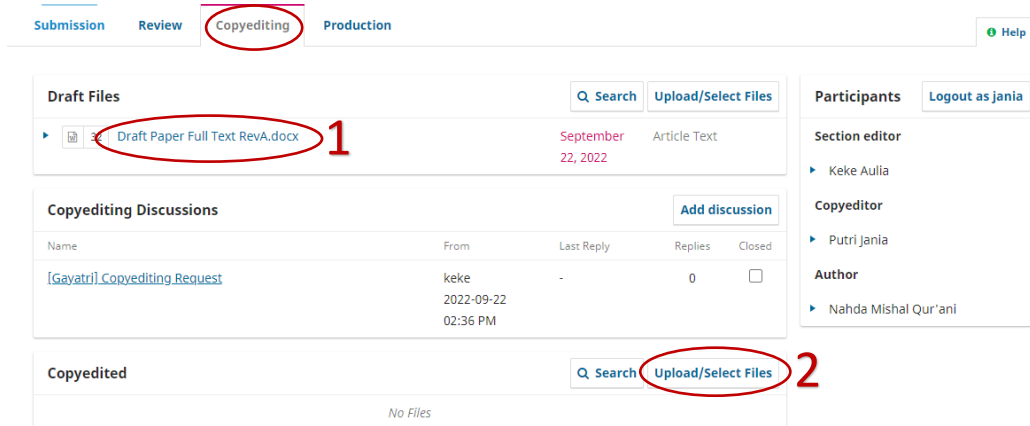 Submission Review Copyediting Production
Help
Draft Files Search Upload/Select Files
32 Draft Paper Full Text RevA.docx 1 September 22, 2022 Article Text
Copyediting Discussions Add discussion
Name From Last Reply Replies Closed
[Gayatri] Copyediting Request keke - 0
2022-09-22
02:36 PM
Copyedited Search Upload/Select Files 2
No Files
Participants Logout as jania
Section editor
Keke Aulia
Copyeditor
Putri Jania
Author
Nahda Mishal Qur'ani